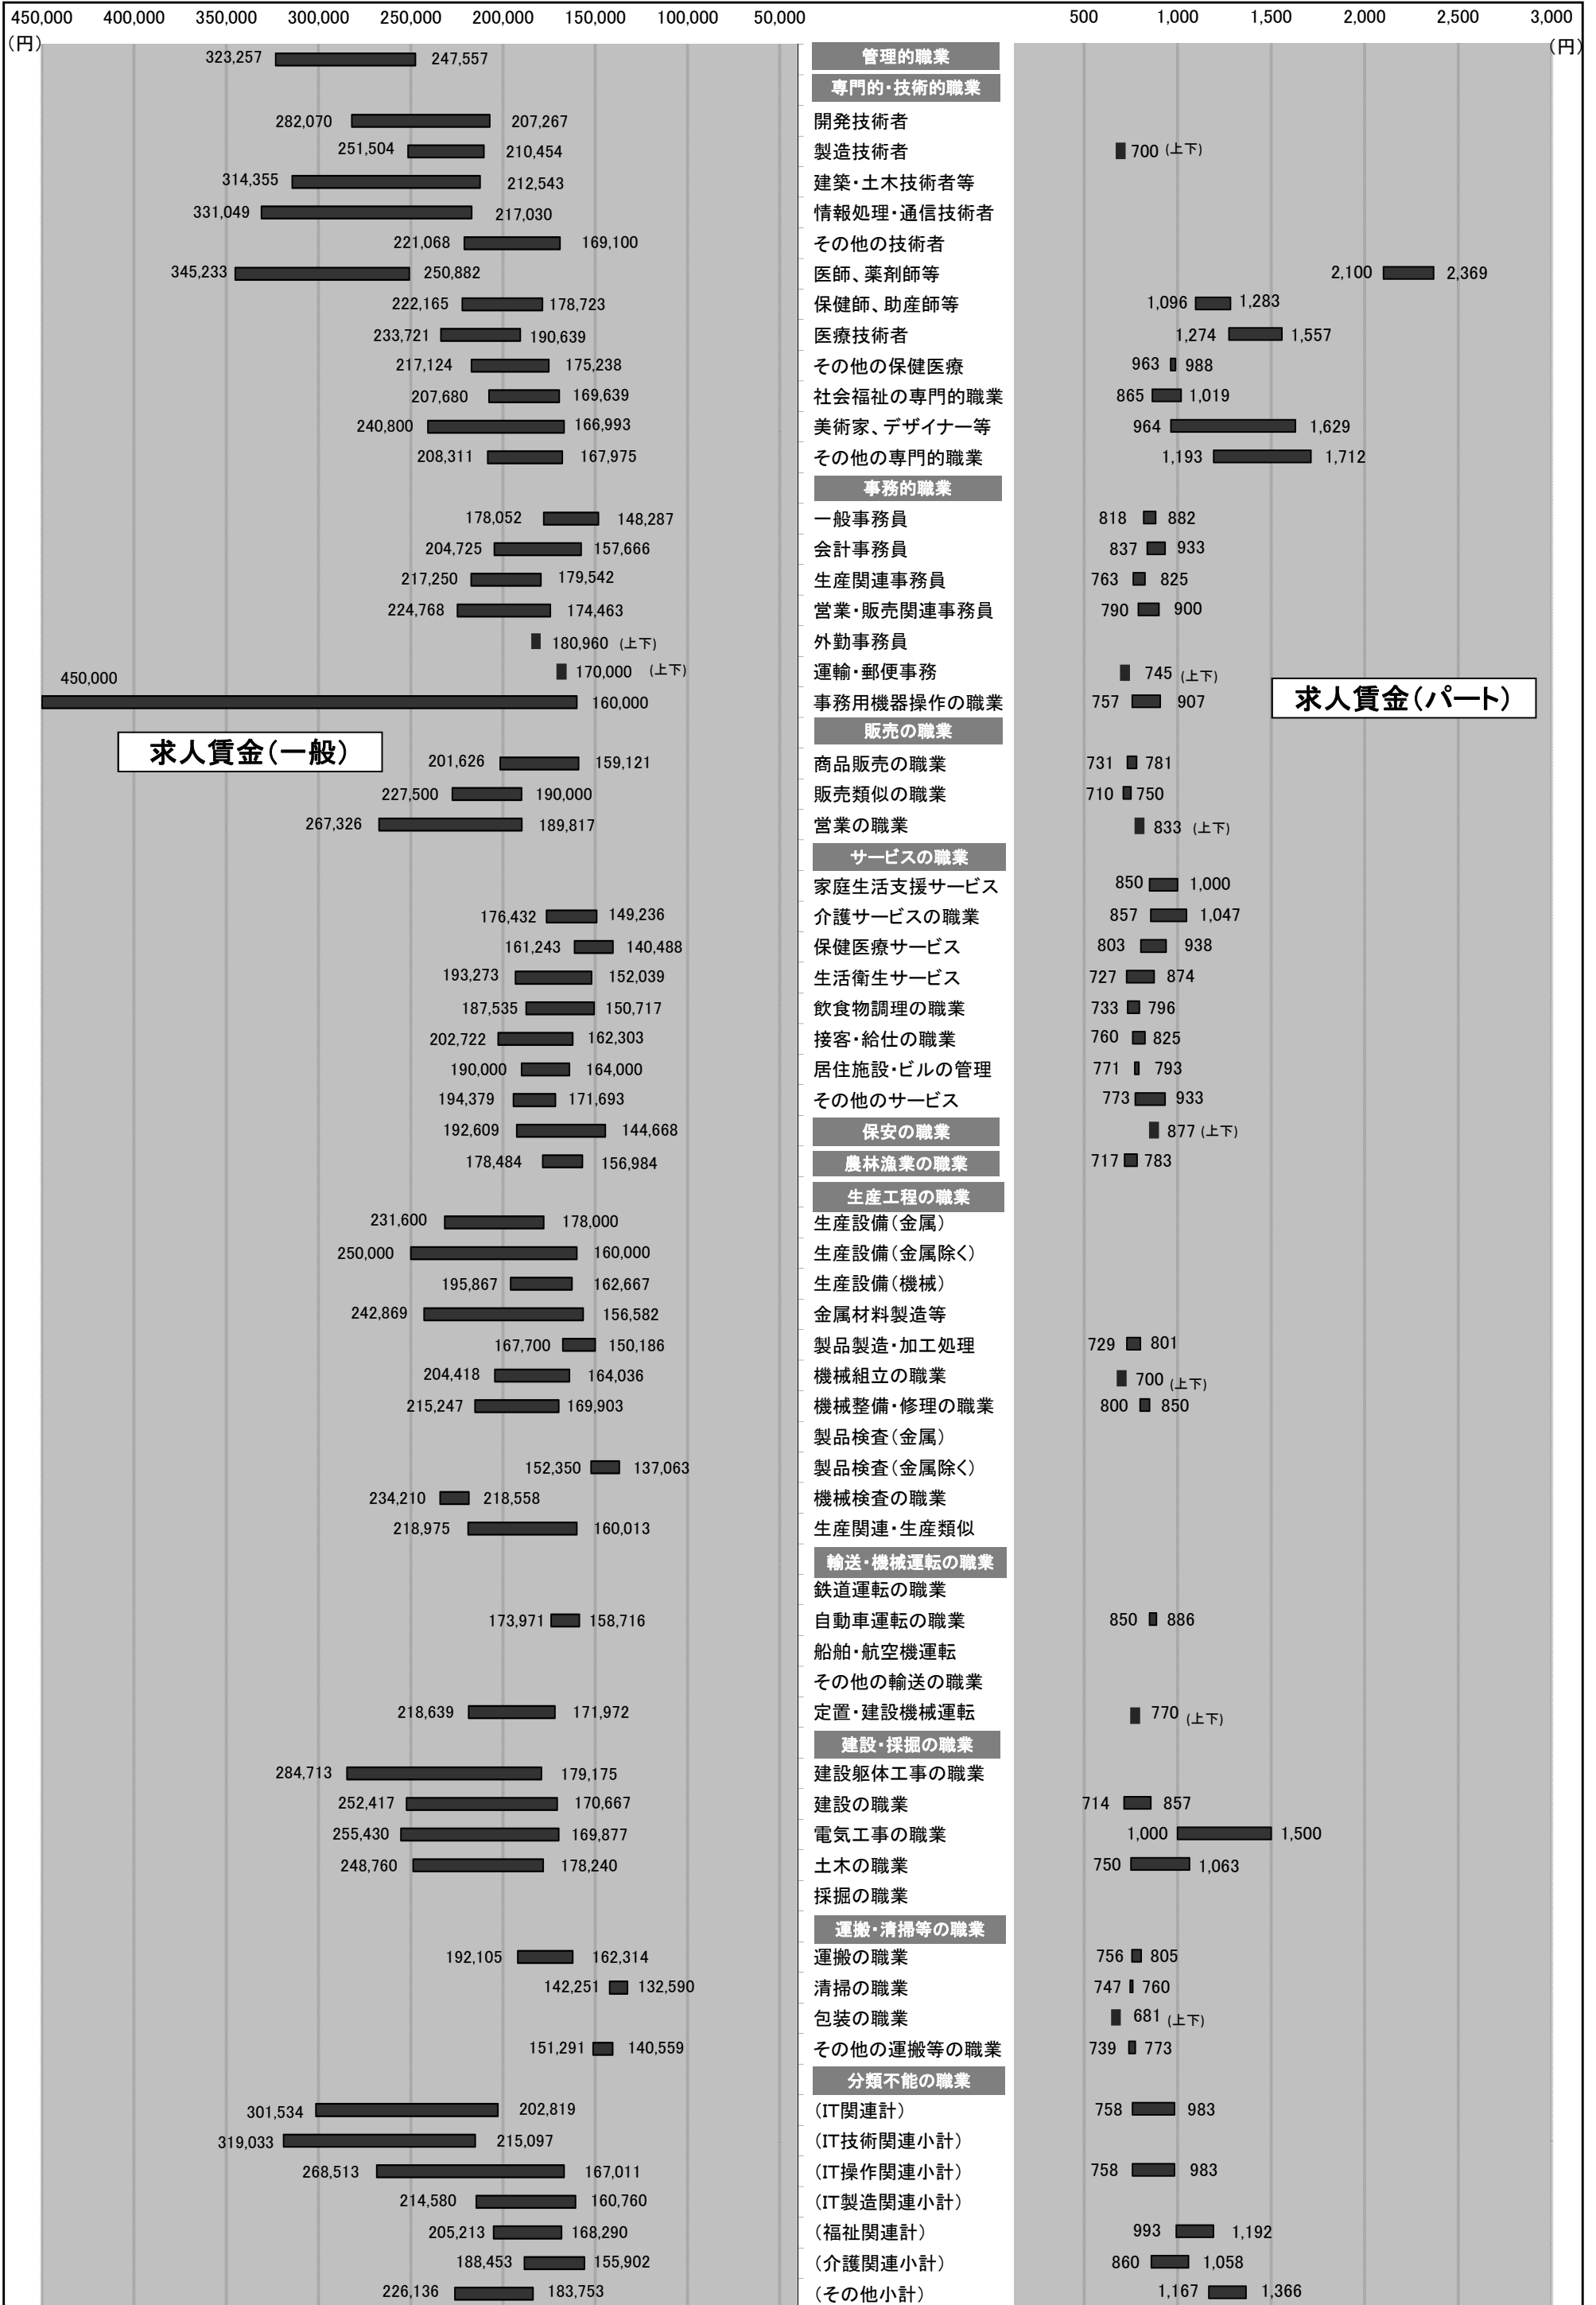 450,000 400,000 350,000 300,000 250,000 200,000 150,000 100,000 50,000 500 1,000 1,500 2,000 2,500 3,000
(円) (円)
323,257 247,557 管理的職業
専門的・技術的職業
282,070 207,267 開発技術者
251,504 210,454 製造技術者 700 (上下)
314,355 212,543 建築・土木技術者等
331,049 217,030 情報処理・通信技術者
221,068 169,100 その他の技術者
345,233 250,882 医師、薬剤師等 2,100 2,369
222,165 178,723 保健師、助産師等 1,096 1,283
233,721 190,639 医療技術者 1,274 1,557
217,124 175,238 その他の保健医療 963 988
207,680 169,639 社会福祉の専門的職業 865 1,019
240,800 166,993 美術家、デザイナー等 964 1,629
208,311 167,975 その他の専門的職業 1,193 1,712
事務的職業
178,052 148,287 一般事務員 818 882
204,725 157,666 会計事務員 837 933
217,250 179,542 生産関連事務員 763 825
224,768 174,463 営業・販売関連事務員 790 900
180,960 (上下) 外勤事務員
170,000 (上下) 運輸・郵便事務 745 (上下)
450,000 160,000 事務用機器操作の職業 757 907
求人賃金(パート)
販売の職業
求人賃金(一般)
201,626 159,121 商品販売の職業 731 781
227,500 190,000 販売類似の職業 710 750
267,326 189,817 営業の職業 833 (上下)
サービスの職業
家庭生活支援サービス 850 1,000
176,432 149,236 介護サービスの職業 857 1,047
161,243 140,488 保健医療サービス 803 938
193,273 152,039 生活衛生サービス 727 874
187,535 150,717 飲食物調理の職業 733 796
202,722 162,303 接客・給仕の職業 760 825
190,000 164,000 居住施設・ビルの管理 771 793
194,379 171,693 その他のサービス 773 933
192,609 144,668 保安の職業 877 (上下)
178,484 156,984 農林漁業の職業 717 783
生産工程の職業
231,600 178,000 生産設備(金属)
250,000 160,000 生産設備(金属除く)
195,867 162,667 生産設備(機械)
242,869 156,582 金属材料製造等
167,700 150,186 製品製造・加工処理 729 801
204,418 164,036 機械組立の職業 700 (上下)
215,247 169,903 機械整備・修理の職業 800 850
製品検査(金属)
152,350 137,063 製品検査(金属除く)
234,210 218,558 機械検査の職業
218,975 160,013 生産関連・生産類似
輸送・機械運転の職業
鉄道運転の職業
173,971 158,716 自動車運転の職業 850 886
船舶・航空機運転
その他の輸送の職業
218,639 171,972 定置・建設機械運転 770 (上下)
建設・採掘の職業
284,713 179,175 建設躯体工事の職業
252,417 170,667 建設の職業 714 857
255,430 169,877 電気工事の職業 1,000 1,500
248,760 178,240 土木の職業 750 1,063
採掘の職業
運搬・清掃等の職業
192,105 162,314 運搬の職業 756 805
142,251 132,590 清掃の職業 747 760
包装の職業 681 (上下)
151,291 140,559 その他の運搬等の職業 739 773
分類不能の職業
301,534 202,819 (IT関連計) 758 983
319,033 215,097 (IT技術関連小計)
268,513 167,011 (IT操作関連小計) 758 983
214,580 160,760 (IT製造関連小計)
205,213 168,290 (福祉関連計) 993 1,192
188,453 155,902 (介護関連小計) 860 1,058
226,136 183,753 (その他小計) 1,167 1,366